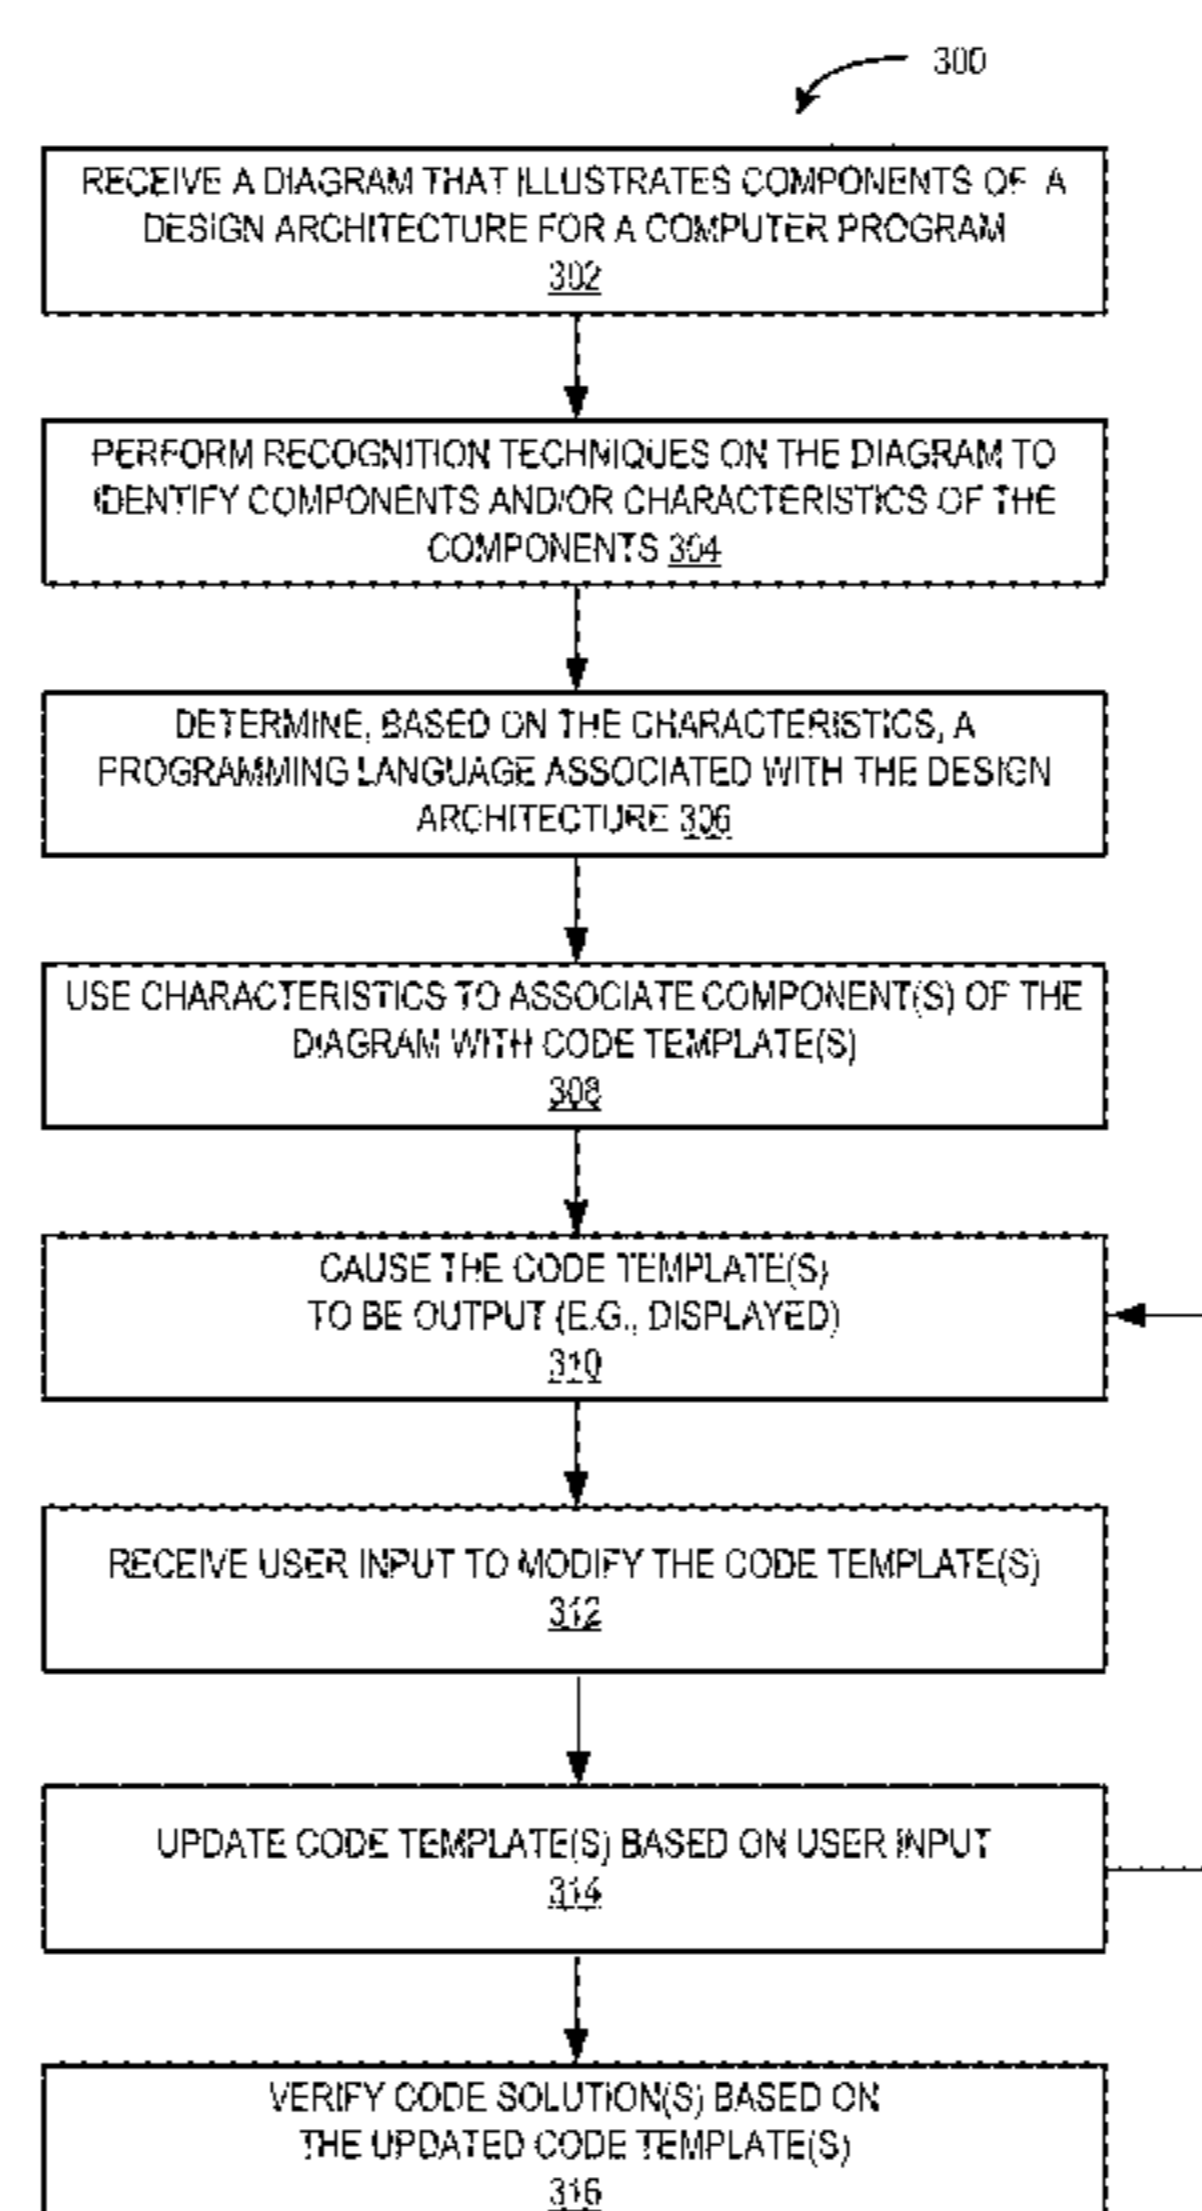 300
RECEIVE A DIAGRAM THAT ILLUSTRATES COMPONENTS OF A
DESIGN ARCHITECTURE FOR A COMPUTER PROGRAM
302
PERFORM RECOGNITION TECHNIQUES ON THE DIAGRAM TO
IDENTIFY COMPONENTS AND/OR CHARACTERISTICS OF THE
COMPONENTS 304
DETERMINE, BASED ON THE CHARACTERISTICS, A
PROGRAMMING LANGUAGE ASSOCIATED WITH THE DESIGN
ARCHITECTURE 306
USE CHARACTERISTICS TO ASSOCIATE COMPONENT(S) OF THE
DIAGRAM WITH CODE TEMPLATE(S)
308
CAUSE THE CODE TEMPLATE(S)
TO BE OUTPUT (E.G., DISPLAYED)
310
RECEIVE USER INPUT TO MODIFY THE CODE TEMPLATE(S)
312
UPDATE CODE TEMPLATE(S) BASED ON USER INPUT
314
VERIFY CODE SOLUTION(S) BASED ON
THE UPDATED CODE TEMPLATE(S)
316